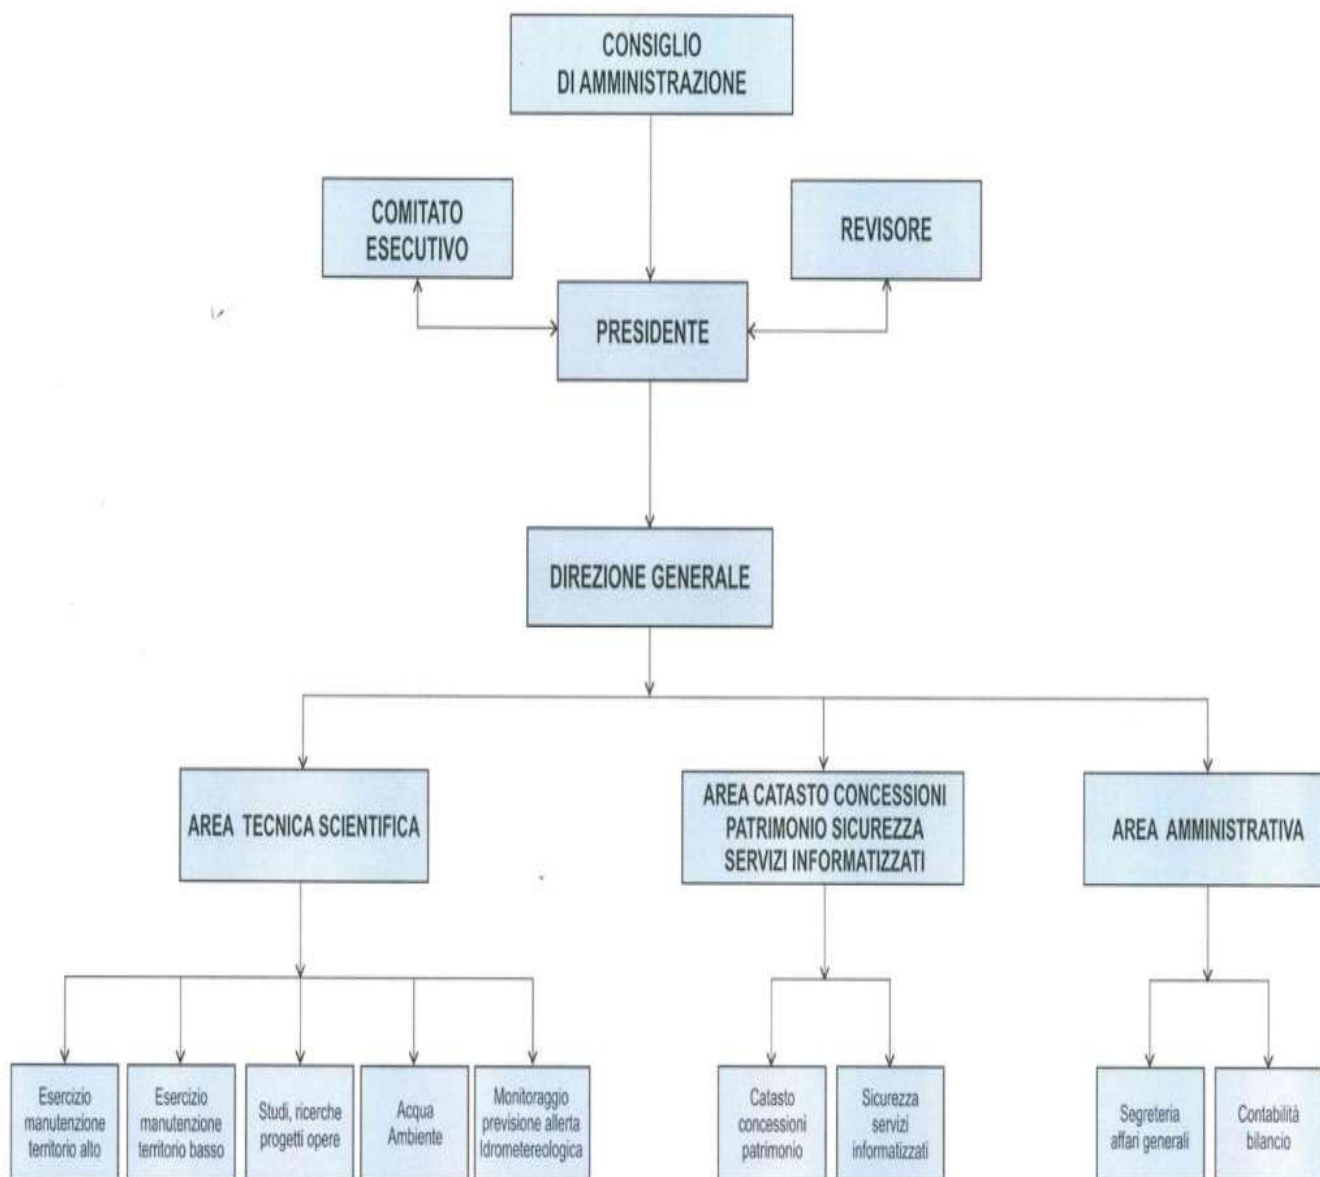 CONSIGLIO
DI AMMINISTRAZIONE
COMITATO
ESECUTIVO
REVISORE
PRESIDENTE
DIREZIONE GENERALE
AREA TECNICA SCIENTIFICA
AREA CATASTO CONCESSIONI
PATRIMONIO SICUREZZA
SERVIZI INFORMATIZZATI
AREA AMMINISTRATIVA
Esercizio
manutenzione
territorio alto
Esercizio
manutenzione
territorio basso
Studi, ricerche
progetti opere
Acqua
Ambiente
Monitoraggio
previsione allerta
Idrometereologica
Catasto
concessioni
patrimonio
Sicurezza
servizi
informatizzati
Segreteria
affari generali
Contabilità
bilancio